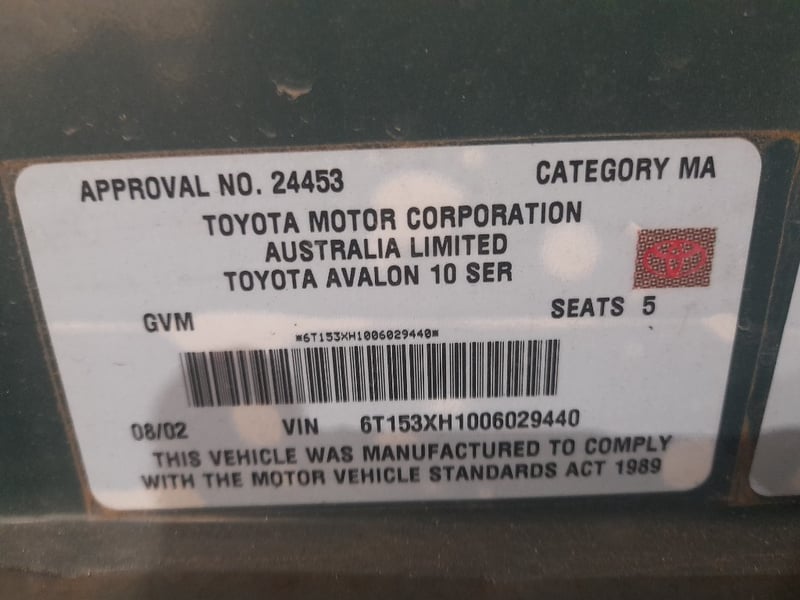 APPROVAL NO. 24453 CATEGORY MA
TOYOTA MOTOR CORPORATION
AUSTRALIA LIMITED
TOYOTA AVALON 10 SER
GVM SEATS 5
*6T153XH1006029440*
08/02 VIN 6T153XH1006029440
THIS VEHICLE WAS MANUFACTURED TO COMPLY
WITH THE MOTOR VEHICLE STANDARDS ACT 1989